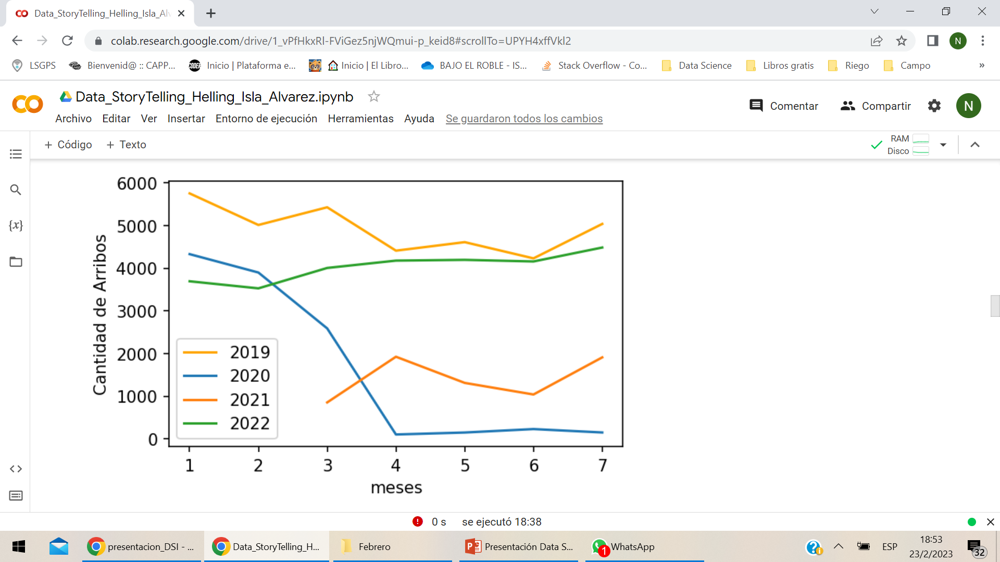 Data_StoryTelling_Helling_Isla_Al
colab.research.google.com/drive/1_vPfHkxRl-FViGez5njWQmui-p_keid8#scrollTo=UPYH4xffVkl2
N
LSGPS
Bienvenid@ :: CAPP...
CODER
Inicio | Plataforma e...
Inicio | El Libro...
BAJO EL ROBLE - IS...
Stack Overflow - Co...
Data Science
Libros gratis
Riego
Campo
»
Data_StoryTelling_Helling_Isla_Alvarez.ipynb
Comentar
Compartir
N
Archivo Editar Ver Insertar Entorno de ejecución Herramientas Ayuda Se guardaron todos los cambios
+ Código + Texto
RAM
Disco
{x}
6000
5000
4000
3000
2000
1000
0
Cantidad de Arribos
2019
2020
2021
2022
1 2 3 4 5 6 7
meses
0 s se ejecutó 18:38
presentacion_DSI - ...
Data_StoryTelling_H...
Febrero
Presentación Data S...
1
WhatsApp
ESP
18:53
23/2/2023
32